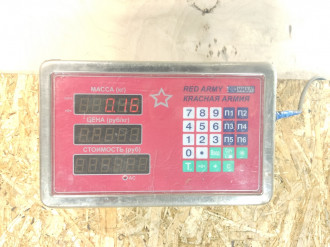 МАССА (кг)
0.46
ЦЕНА (руб/кг)
СТОИМОСТЬ (руб)
RED ARMY
КРАСНАЯ АРМИЯ
7 8 9 П1 П2
4 5 6 П3 П4
1 2 3 П5 П6
0
T